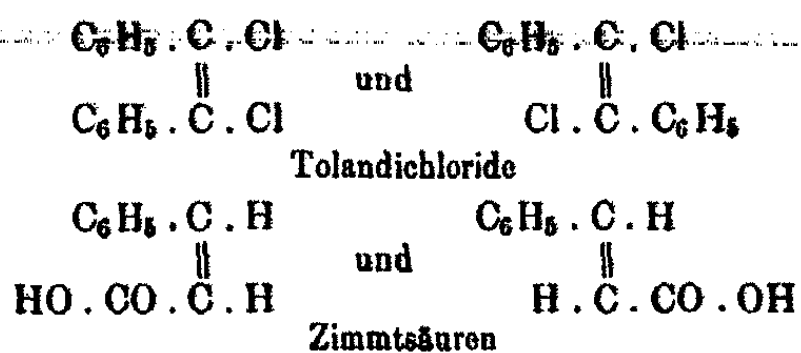 C₆H₅ . C . Cl C₆H₅ . C . Cl
|| und ||
C₆H₅ . C . Cl Cl . C . C₆H₅
Tolandichloride
C₆H₅ . C . H C₆H₅ . C . H
|| und ||
HO . CO . C . H H . C . CO . OH
Zimmtsäuren